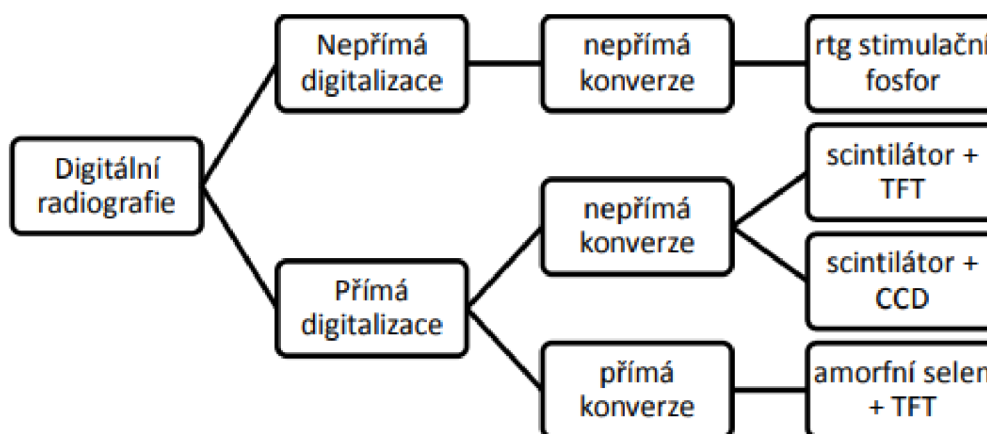 Digitální
radiografie
Nepřímá
digitalizace
nepřímá
konverze
rtg stimulační
fosfor
Přímá
digitalizace
nepřímá
konverze
scintilátor +
TFT
scintilátor +
CCD
přímá
konverze
amorfní selen
+ TFT